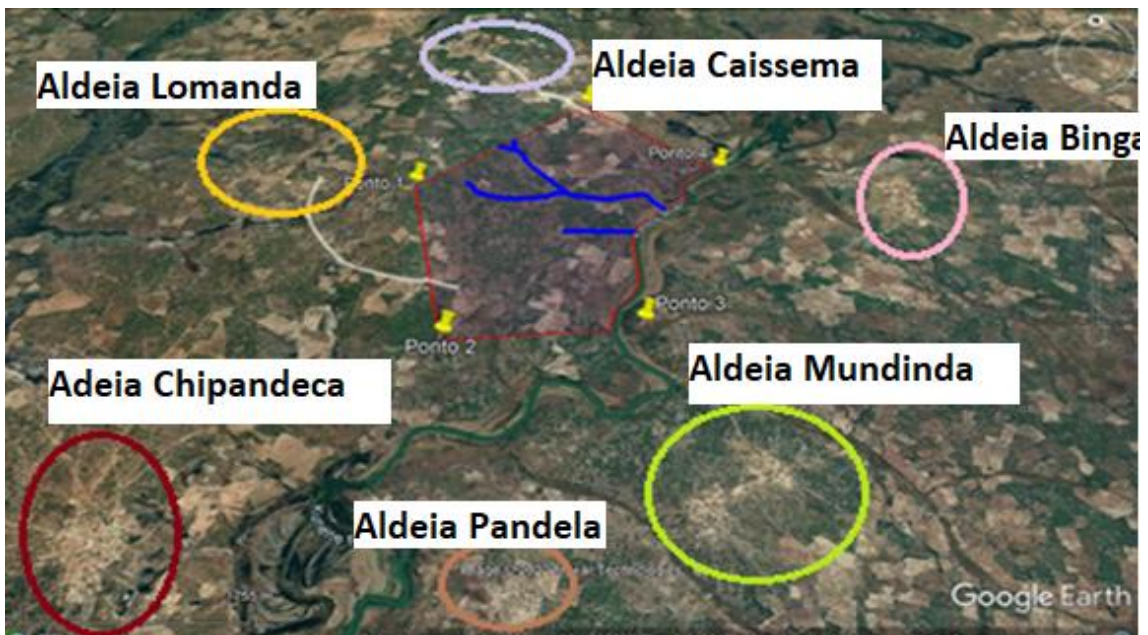 Aldeia Caissema
Aldeia Lomanda
Aldeia Binga
Ponto 4
Ponto 1
Ponto 3
Ponto 2
Aldeia Mundinda
Adeia Chipandeca
Aldeia Pandela
Google Earth